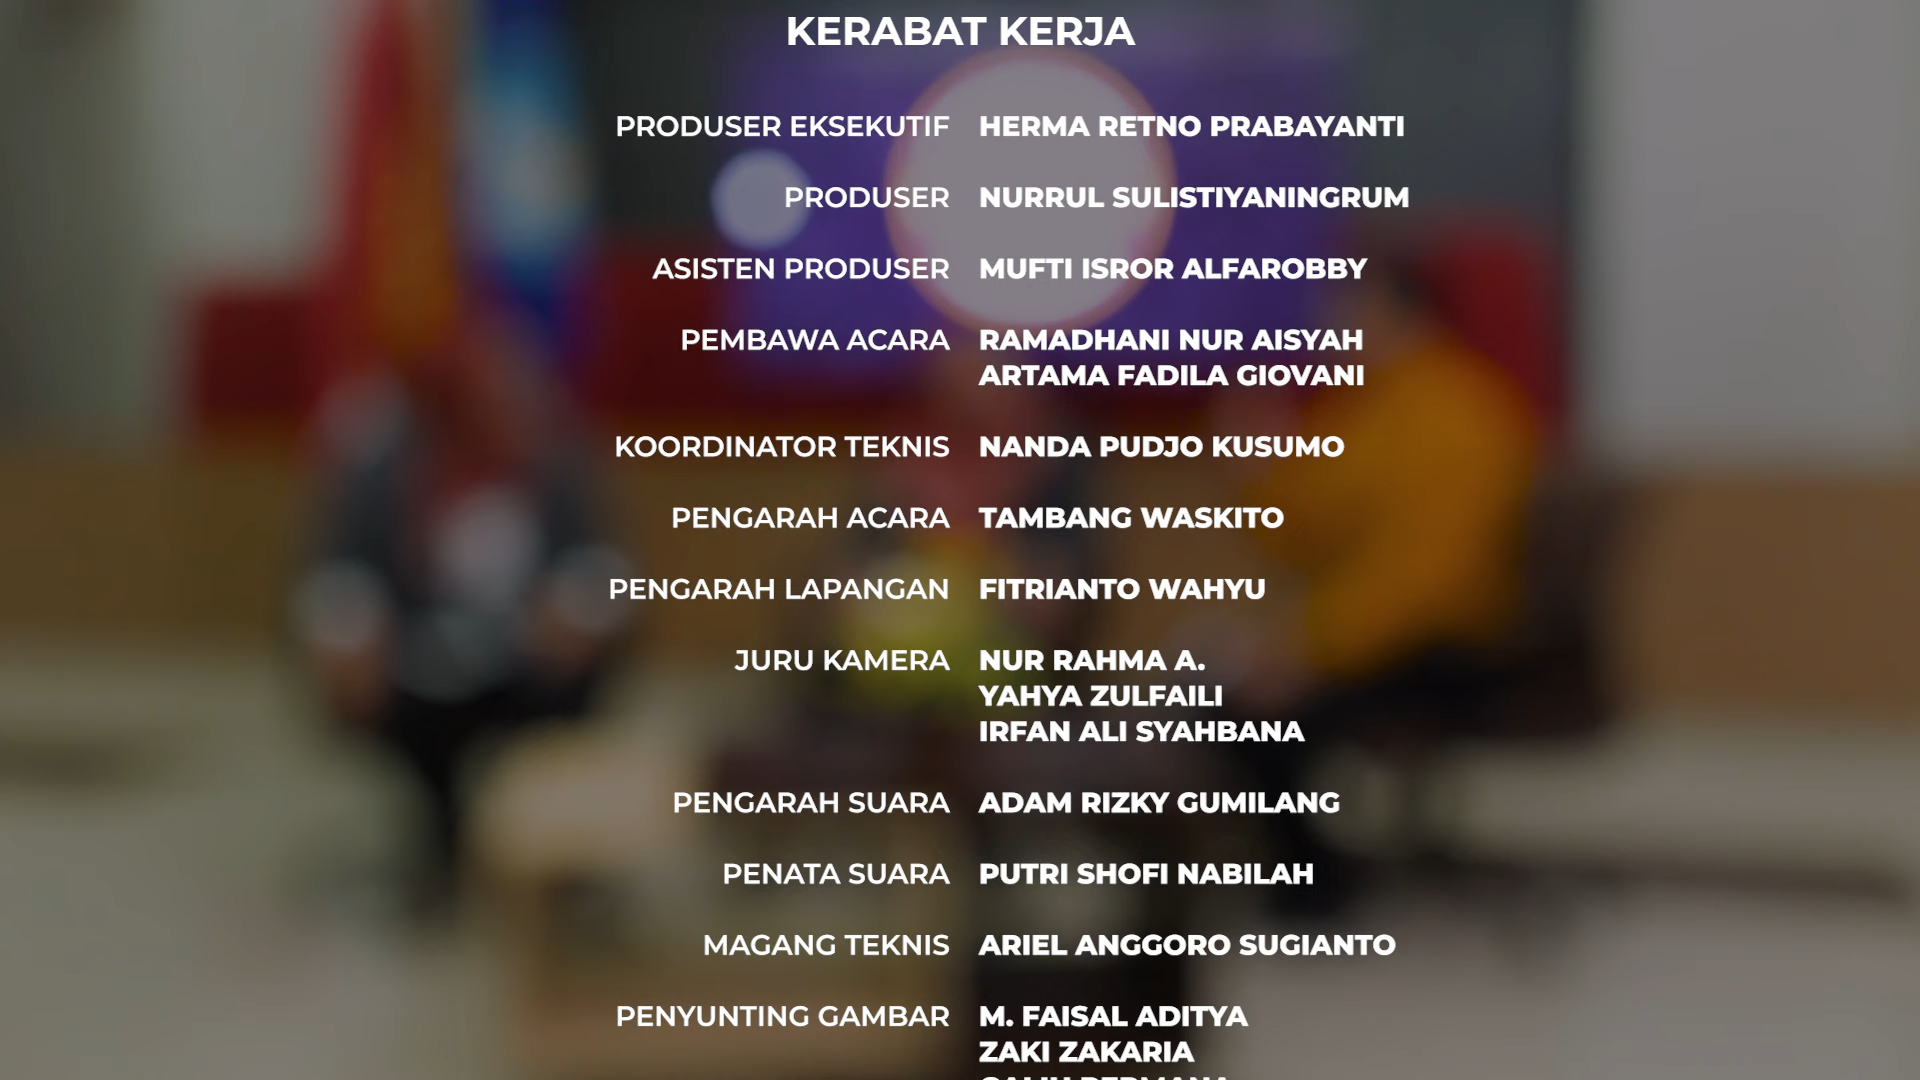 KERABAT KERJA
PRODUSER EKSEKUTIF HERMA RETNO PRABAYANTI
PRODUSER NURRUL SULISTIYANINGRUM
ASISTEN PRODUSER MUFTI ISROR ALFAROBBY
PEMBAWA ACARA RAMADHANI NUR AISYAH
ARTAMA FADILA GIOVANI
KOORDINATOR TEKNIS NANDA PUDJO KUSUMO
PENGARAH ACARA TAMBANG WASKITO
PENGARAH LAPANGAN FITRIANTO WAHYU
JURU KAMERA NUR RAHMA A.
YAHYA ZULFAILI
IRFAN ALI SYAHBANA
PENGARAH SUARA ADAM RIZKY GUMILANG
PENATA SUARA PUTRI SHOFI NABILAH
MAGANG TEKNIS ARIEL ANGGORO SUGIANTO
PENYUNTING GAMBAR M. FAISAL ADITYA
ZAKI ZAKARIA